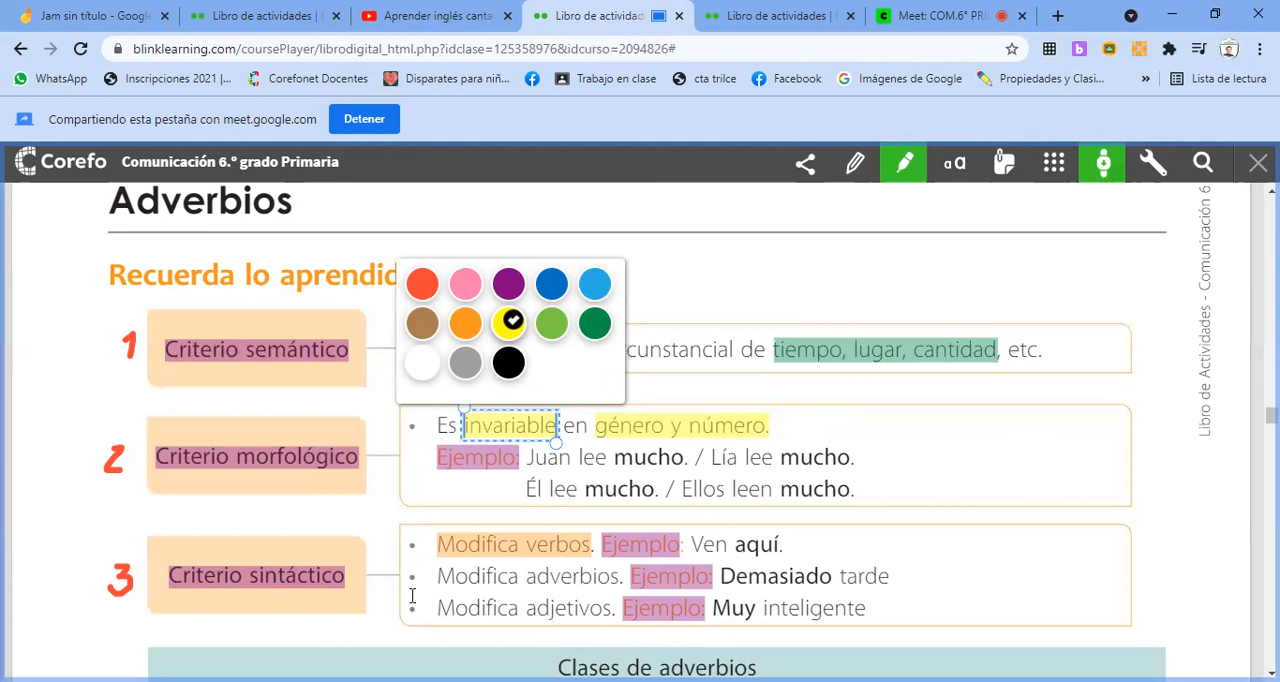 Jam sin título - Google
Libro de actividades |
Aprender inglés canta
Libro de actividad
Libro de actividades |
Meet: COM.6° PRI
blinklearning.com/coursePlayer/librodigital_html.php?idclase=125358976&idcurso=2094826#
WhatsApp
Inscripciones 2021 |...
Corefonet Docentes
Disparates para niñ...
Trabajo en clase
cta trilce
Facebook
Imágenes de Google
Propiedades y Clasi...
»
Lista de lectura
Compartiendo esta pestaña con meet.google.com
Detener
Corefo
Comunicación 6.º grado Primaria
aa
Adverbios
Libro de Actividades - Comunicación 6
Recuerda lo aprendid
1
Criterio semántico
cunstancial de tiempo, lugar, cantidad, etc.
2
Criterio morfológico
• Es invariable en género y número.
Ejemplo: Juan lee mucho. / Lía lee mucho.
Él lee mucho. / Ellos leen mucho.
3
Criterio sintáctico
• Modifica verbos. Ejemplo: Ven aquí.
• Modifica adverbios. Ejemplo: Demasiado tarde
• Modifica adjetivos. Ejemplo: Muy inteligente
Clases de adverbios